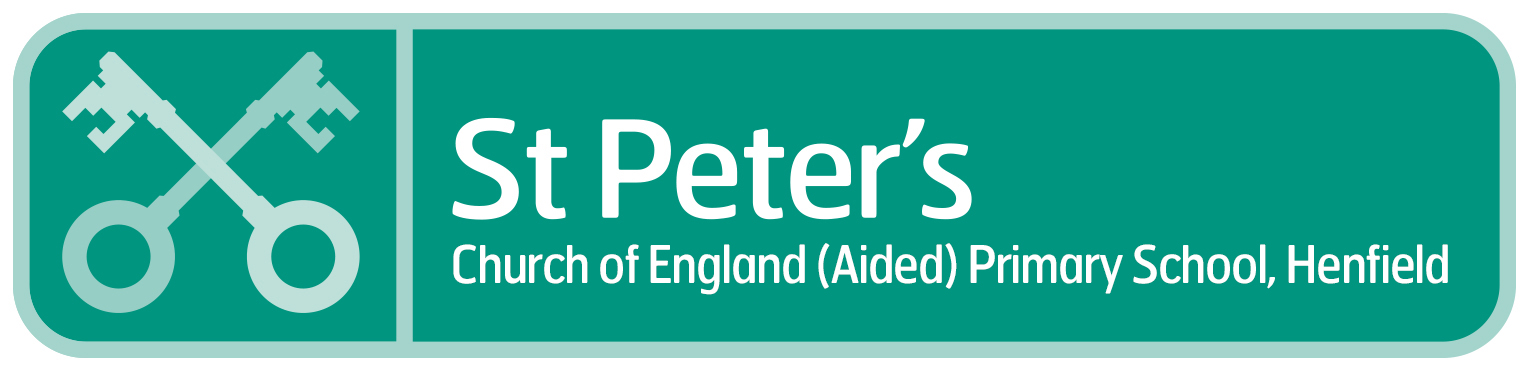 St Peter’s
Church of England (Aided) Primary School, Henfield